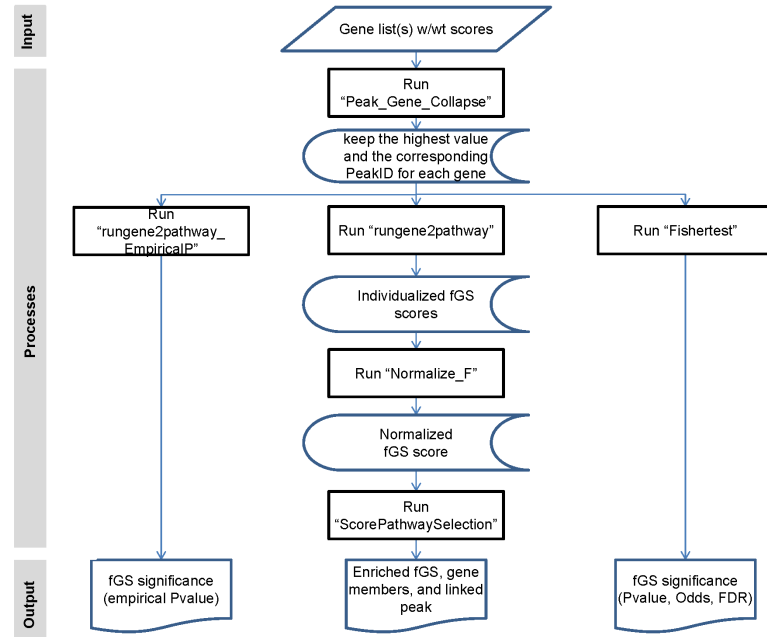 Input
Gene list(s) w/wt scores
Processes
Run
“Peak_Gene_Collapse”
keep the highest value
and the corresponding
PeakID for each gene
Run
“rungene2pathway_
EmpiricalP”
Run “rungene2pathway”
Run “Fishertest”
Individualized fGS
scores
Run “Normalize_F”
Normalized
fGS score
Run
“ScorePathwaySelection”
Output
fGS significance
(empirical Pvalue)
Enriched fGS, gene
members, and linked
peak
fGS significance
(Pvalue, Odds, FDR)